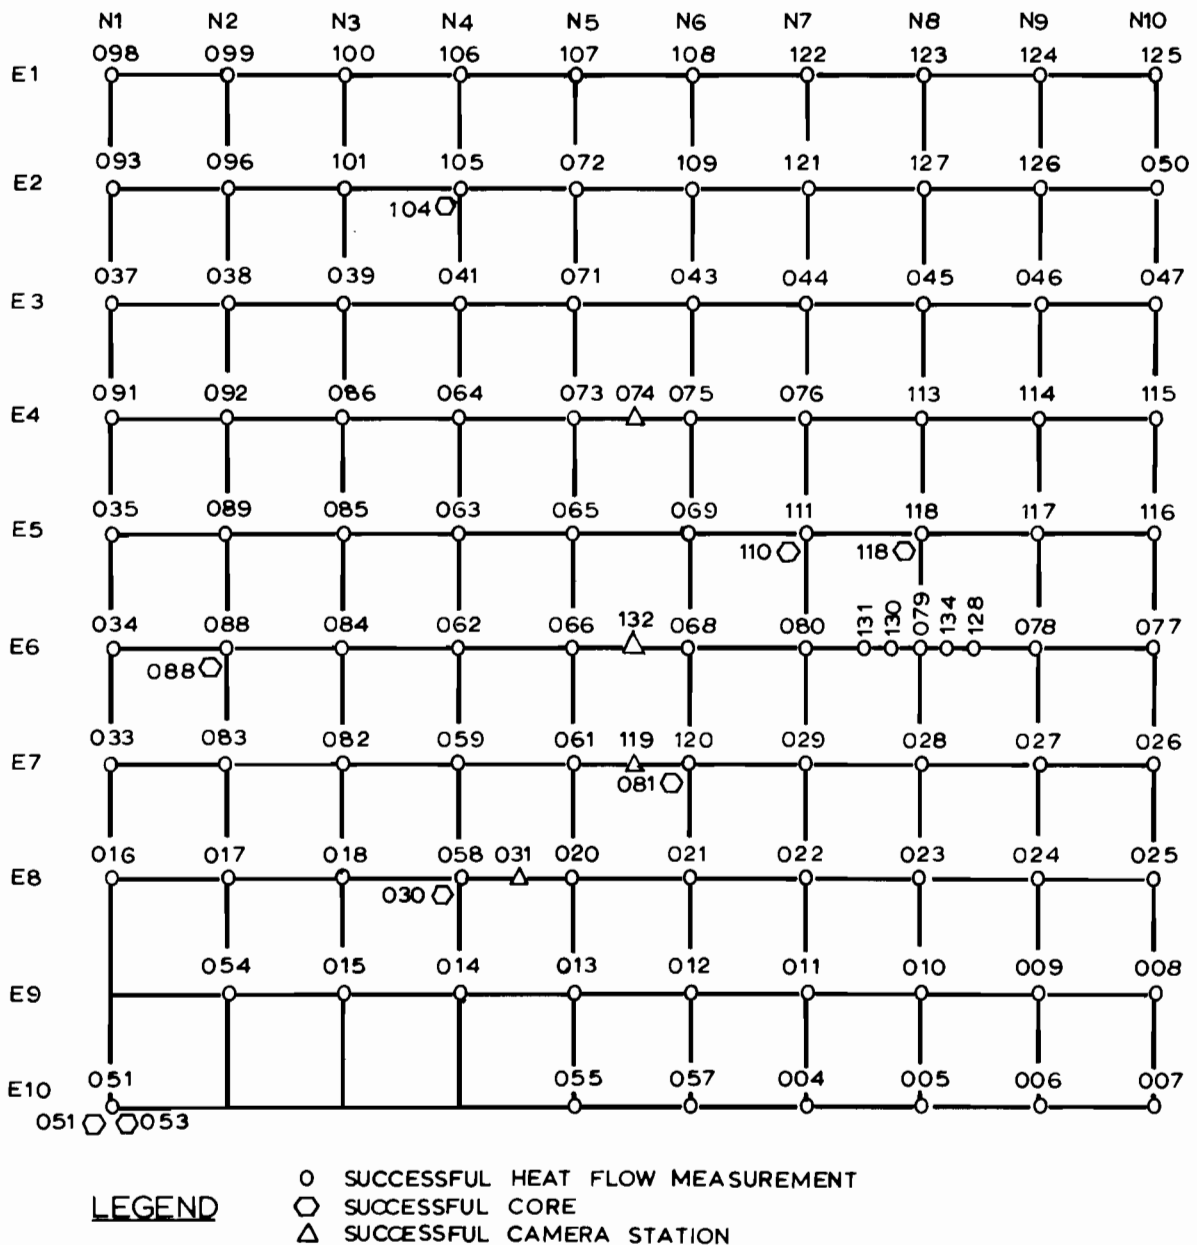 N1 N2 N3 N4 N5 N6 N7 N8 N9 N10
098 099 100 106 107 108 122 123 124 125
E1
093 096 101 105 072 109 121 127 126 050
E2
104
037 038 039 041 071 043 044 045 046 047
E3
091 092 086 064 073 074 075 076 113 114 115
E4
035 089 085 063 065 069 111 118 117 116
E5
110 118
131 130 079 134 128
034 088 084 062 066 132 068 080 078 077
E6
088
033 083 082 059 061 119 120 029 028 027 026
E7
081
016 017 018 058 031 020 021 022 023 024 025
E8
030
054 015 014 013 012 011 010 009 008
E9
051 055 057 004 005 006 007
E10
051 053
LEGEND
SUCCESSFUL HEAT FLOW MEASUREMENT
SUCCESSFUL CORE
SUCCESSFUL CAMERA STATION